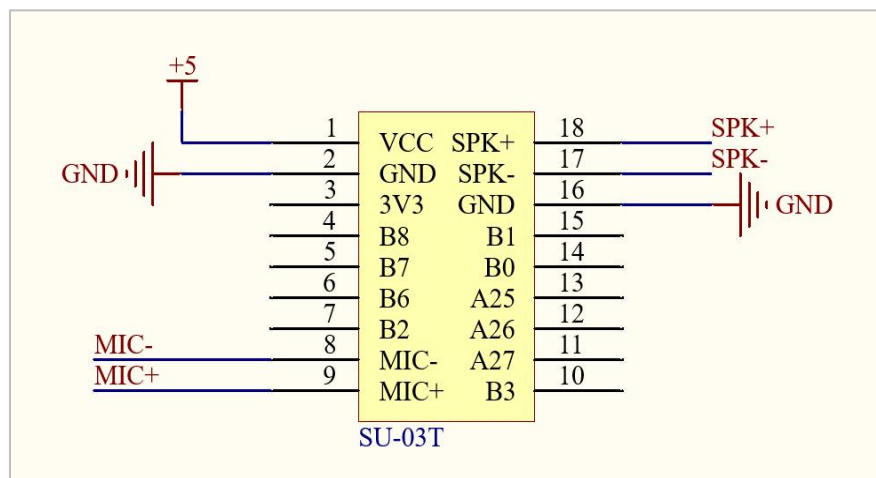 +5
1 VCC SPK+ 18 SPK+
2 GND SPK- 17 SPK-
GND
3 3V3 GND 16 GND
4 B8 B1 15
5 B7 B0 14
6 B6 A25 13
7 B2 A26 12
MIC- 8 MIC- A27 11
MIC+ 9 MIC+ B3 10
SU-03T